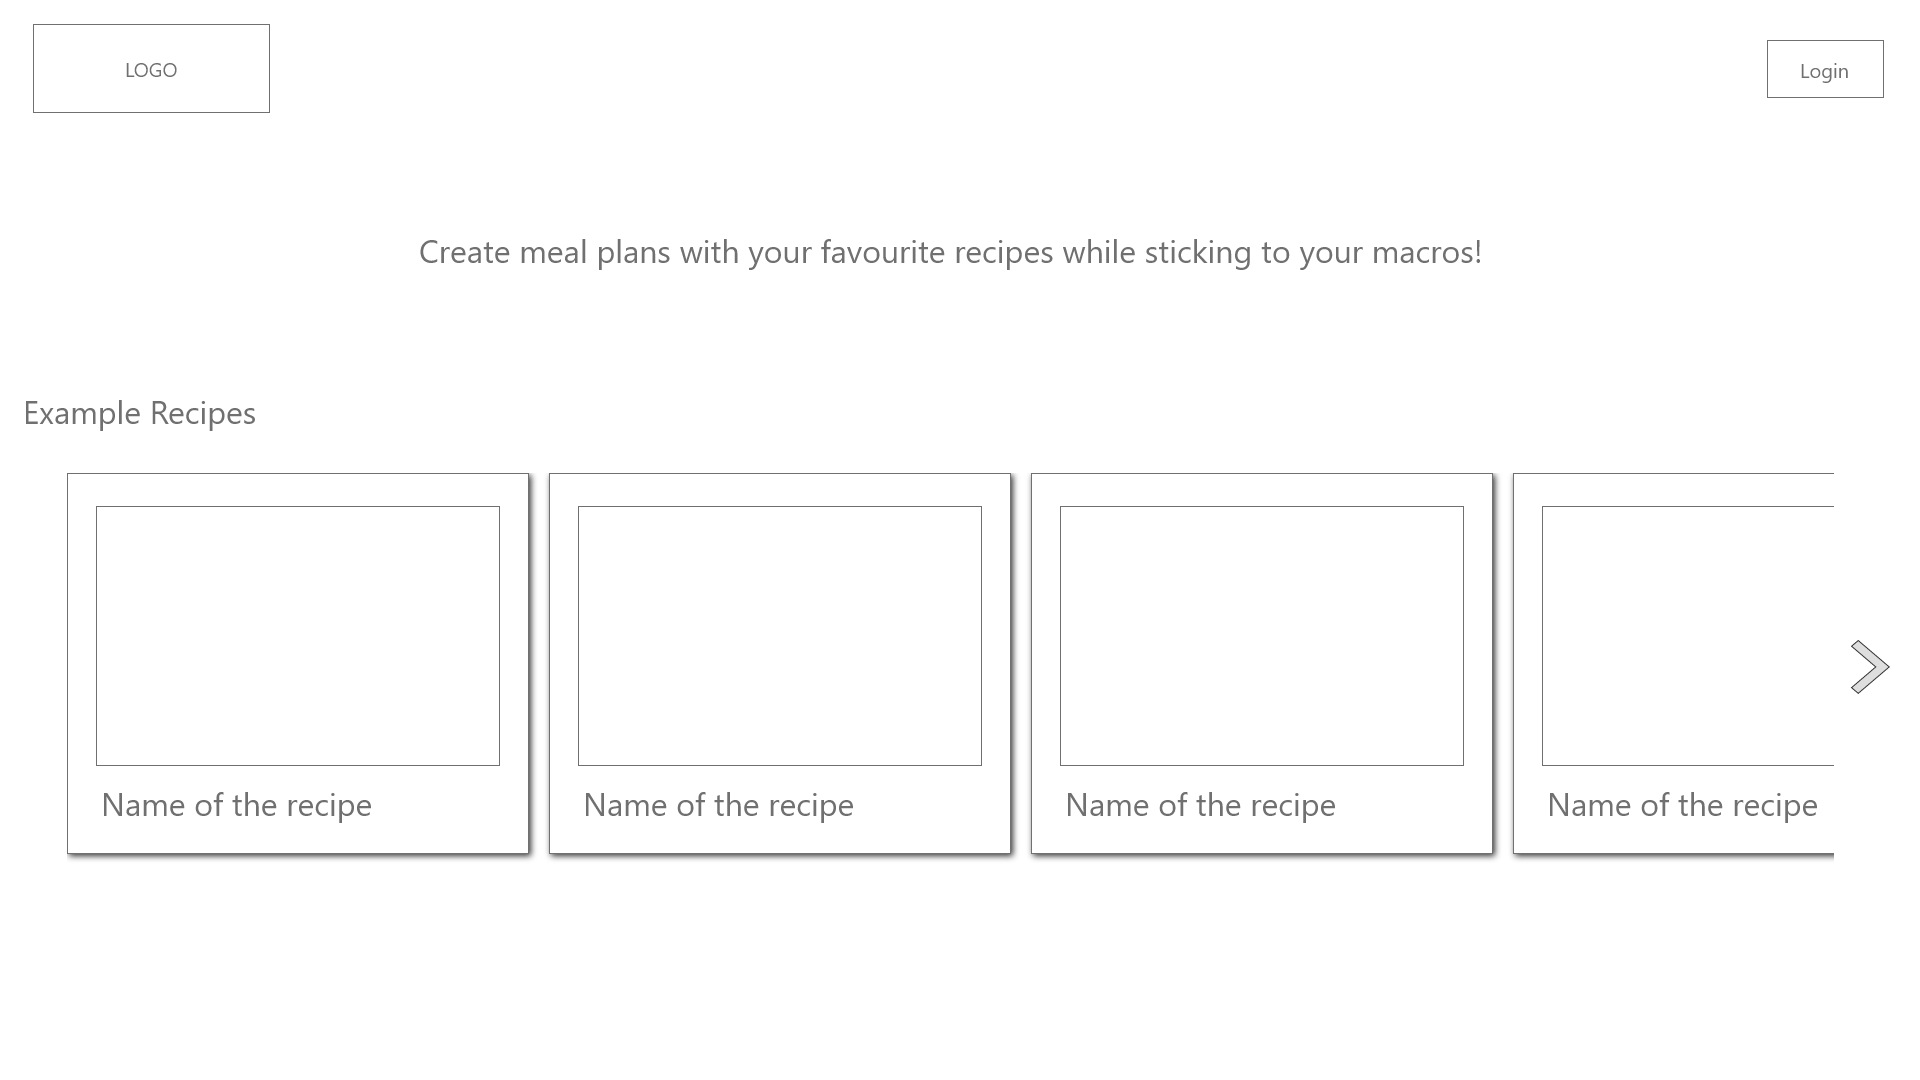 LOGO
Login
Create meal plans with your favourite recipes while sticking to your macros!
Example Recipes
Name of the recipe
Name of the recipe
Name of the recipe
Name of the recipe